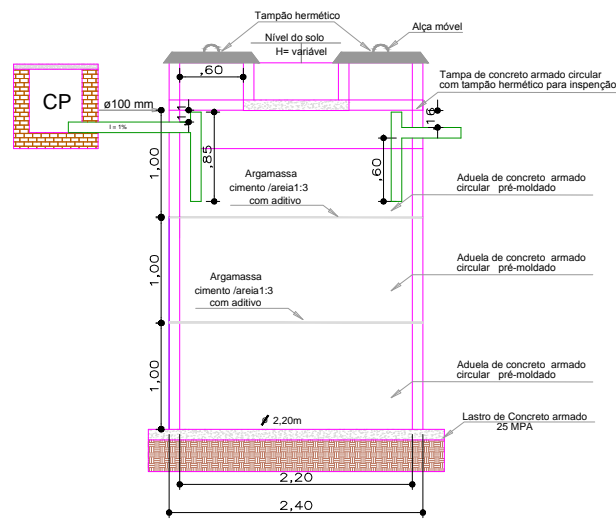 Tampão hermético
Alça móvel
Nível do solo
H= variável
,60
CP
Tampa de concreto armado circular
com tampão hermético para inspenção
ø100 mm
,11
,16
I = 1%
1,00
,85
,60
Argamassa
cimento /areia1:3
com aditivo
Aduela de concreto armado
circular pré-moldado
1,00
Argamassa
cimento /areia1:3
com aditivo
Aduela de concreto armado
circular pré-moldado
1,00
Aduela de concreto armado
circular pré-moldado
2,20m
Lastro de Concreto armado
25 MPA
2,20
2,40